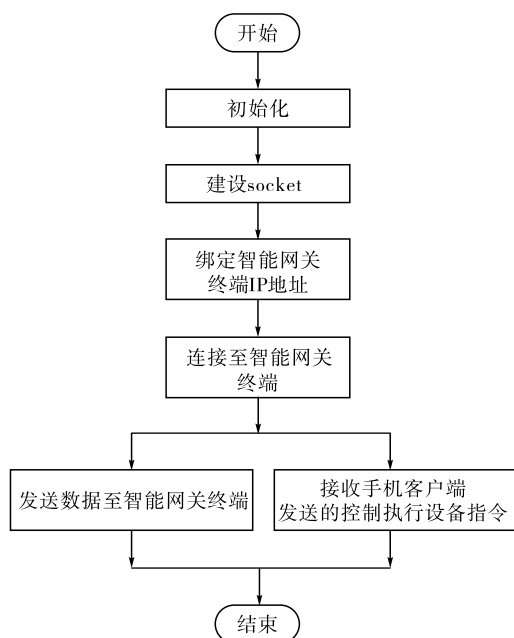 开始
初始化
建设socket
绑定智能网关
终端IP地址
连接至智能网关
终端
发送数据至智能网关终端
接收手机客户端
发送的控制执行设备指令
结束